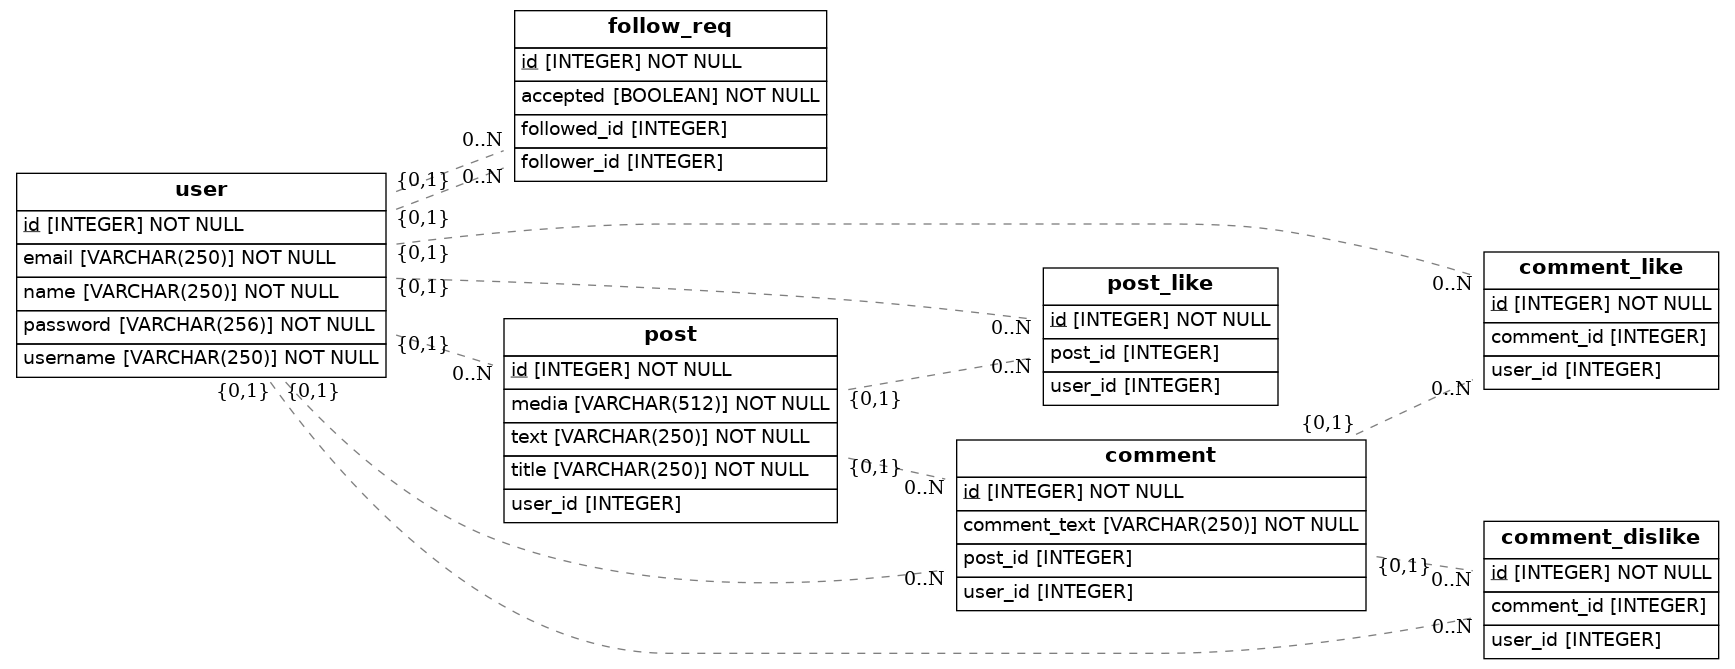 follow_req
id [INTEGER] NOT NULL
accepted [BOOLEAN] NOT NULL
followed_id [INTEGER]
follower_id [INTEGER]
0..N
0..N
{0,1}
{0,1}
{0,1}
{0,1}
{0,1}
user
id [INTEGER] NOT NULL
email [VARCHAR(250)] NOT NULL
name [VARCHAR(250)] NOT NULL
password [VARCHAR(256)] NOT NULL
username [VARCHAR(250)] NOT NULL
{0,1}
{0,1}
0..N
post
id [INTEGER] NOT NULL
media [VARCHAR(512)] NOT NULL
text [VARCHAR(250)] NOT NULL
title [VARCHAR(250)] NOT NULL
user_id [INTEGER]
{0,1}
{0,1}
0..N
0..N
post_like
id [INTEGER] NOT NULL
post_id [INTEGER]
user_id [INTEGER]
0..N
0..N
comment
id [INTEGER] NOT NULL
comment_text [VARCHAR(250)] NOT NULL
post_id [INTEGER]
user_id [INTEGER]
{0,1}
{0,1}
0..N
0..N
comment_like
id [INTEGER] NOT NULL
comment_id [INTEGER]
user_id [INTEGER]
0..N
0..N
comment_dislike
id [INTEGER] NOT NULL
comment_id [INTEGER]
user_id [INTEGER]